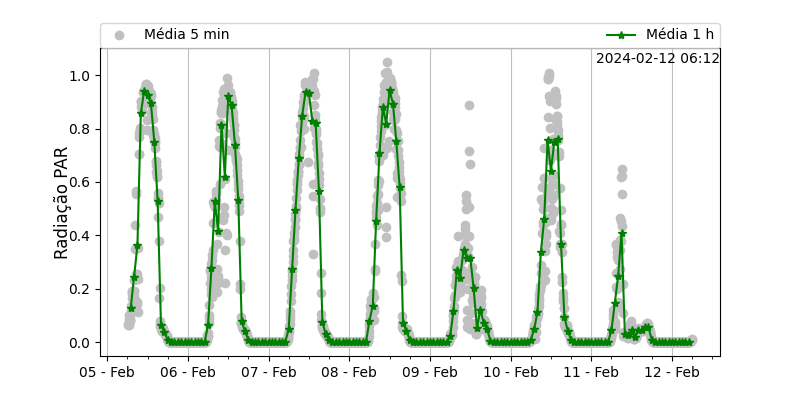 Média 5 min Média 1 h
2024-02-12 06:12
Radiação PAR
1.0
0.8
0.6
0.4
0.2
0.0
05 - Feb 06 - Feb 07 - Feb 08 - Feb 09 - Feb 10 - Feb 11 - Feb 12 - Feb